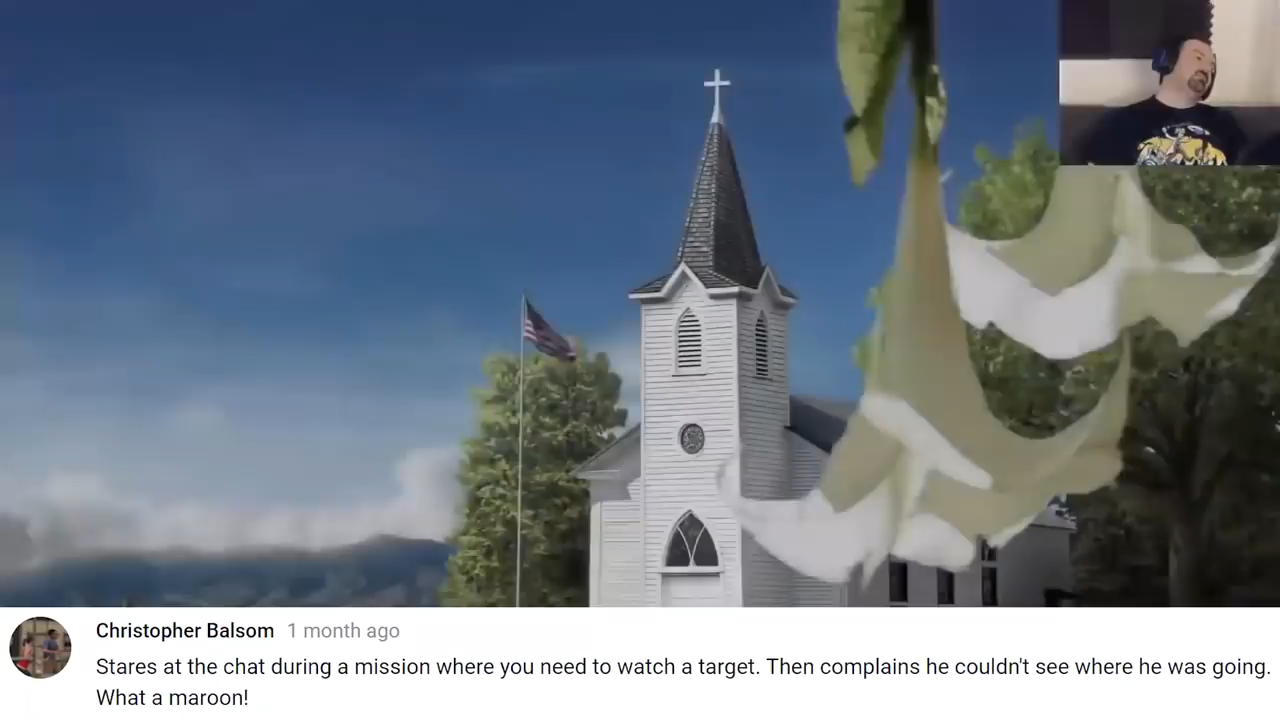 Christopher Balsom 1 month ago
Stares at the chat during a mission where you need to watch a target. Then complains he couldn't see where he was going.
What a maroon!